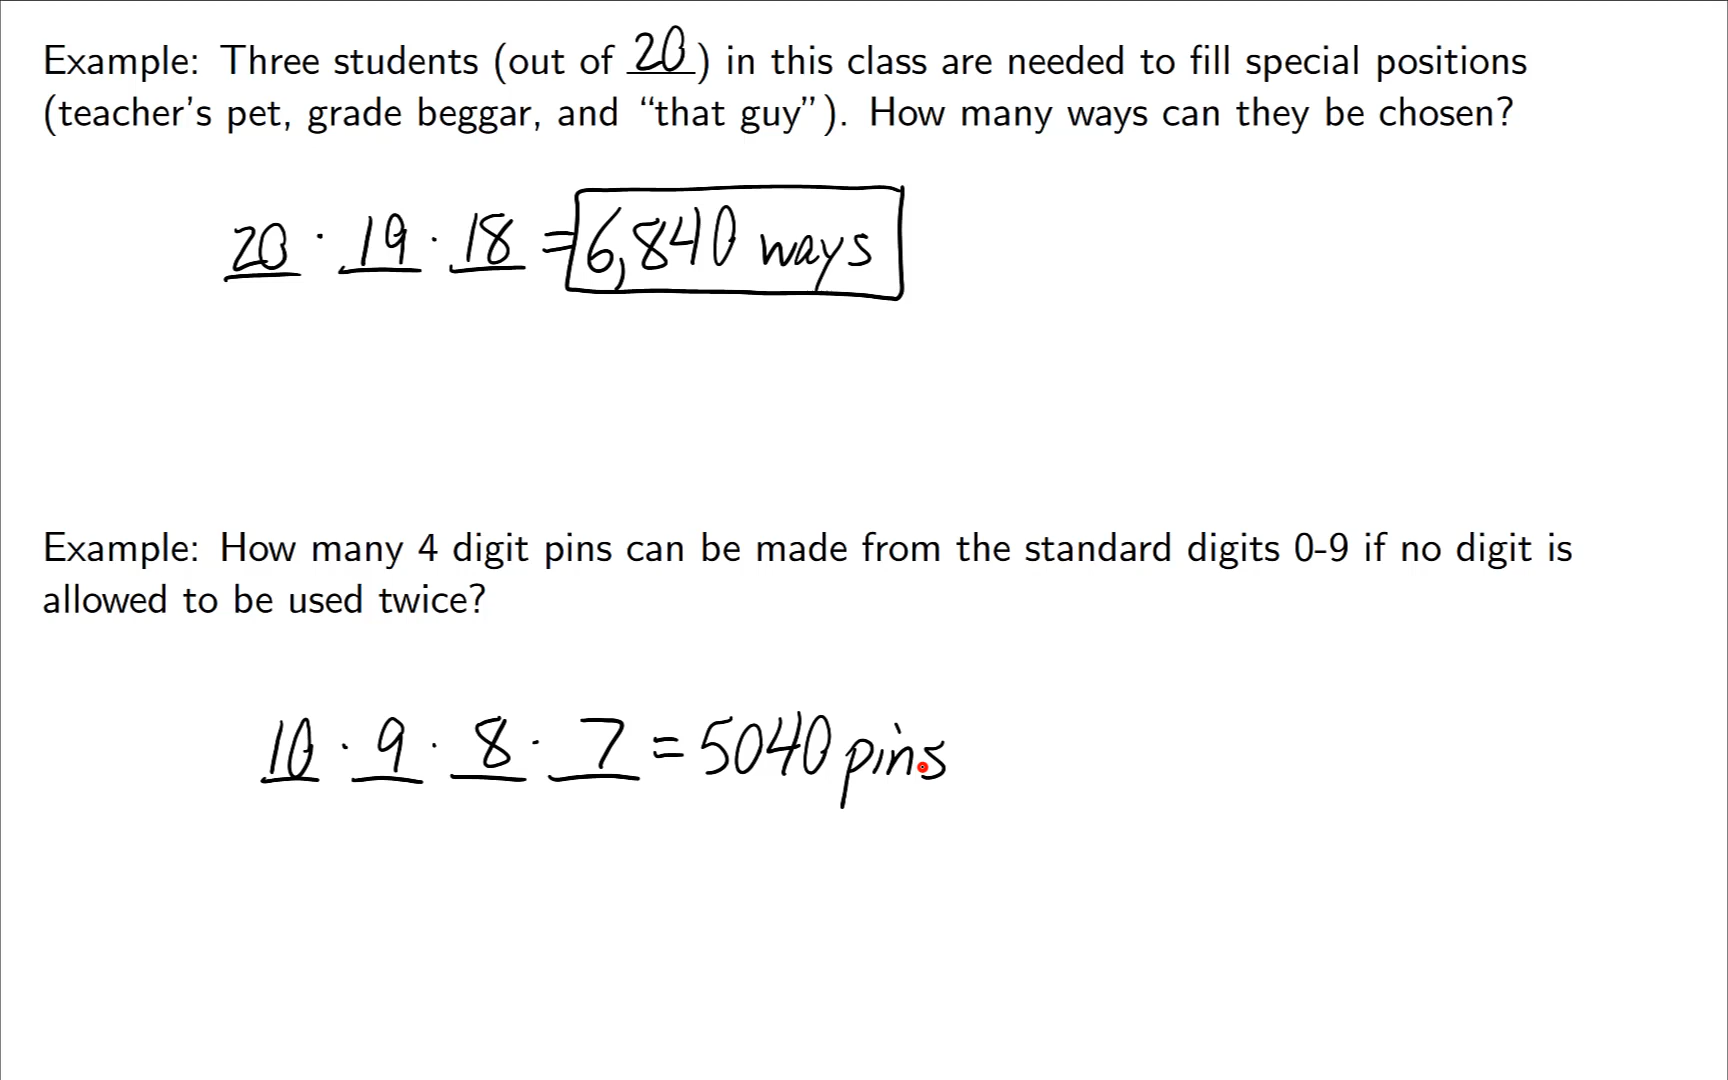 Example: Three students (out of 20) in this class are needed to fill special positions
(teacher's pet, grade beggar, and “that guy”). How many ways can they be chosen?
20 · 19 · 18 = 6,840 ways
Example: How many 4 digit pins can be made from the standard digits 0-9 if no digit is
allowed to be used twice?
10 · 9 · 8 · 7 = 5040 pins